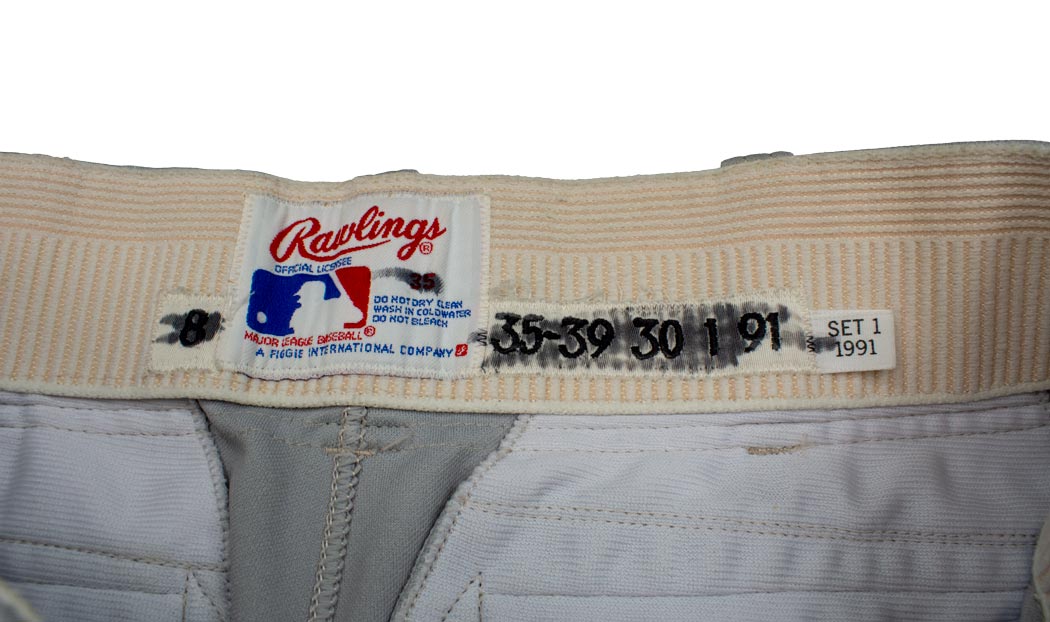 Rawlings®
OFFICIAL LICENSEE
35
DO NOT DRY CLEAN
WASH IN COLD WATER
DO NOT BLEACH
MAJOR LEAGUE BASEBALL®
A FIGGIE INTERNATIONAL COMPANY
8
35-39 30 1 91
SET 1
1991